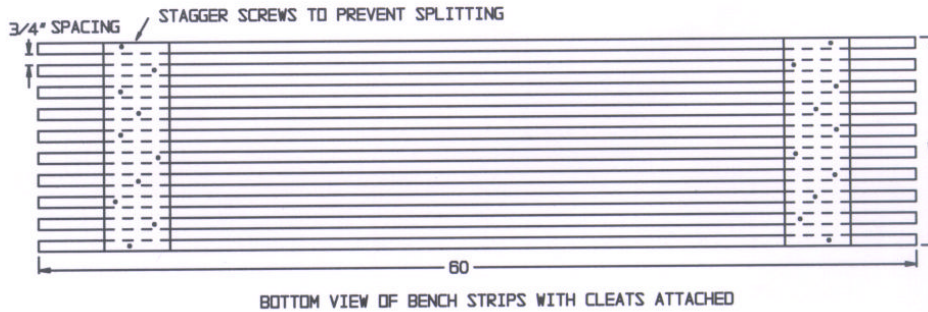 STAGGER SCREWS TO PREVENT SPLITTING
3/4" SPACING
60
BOTTOM VIEW OF BENCH STRIPS WITH CLEATS ATTACHED